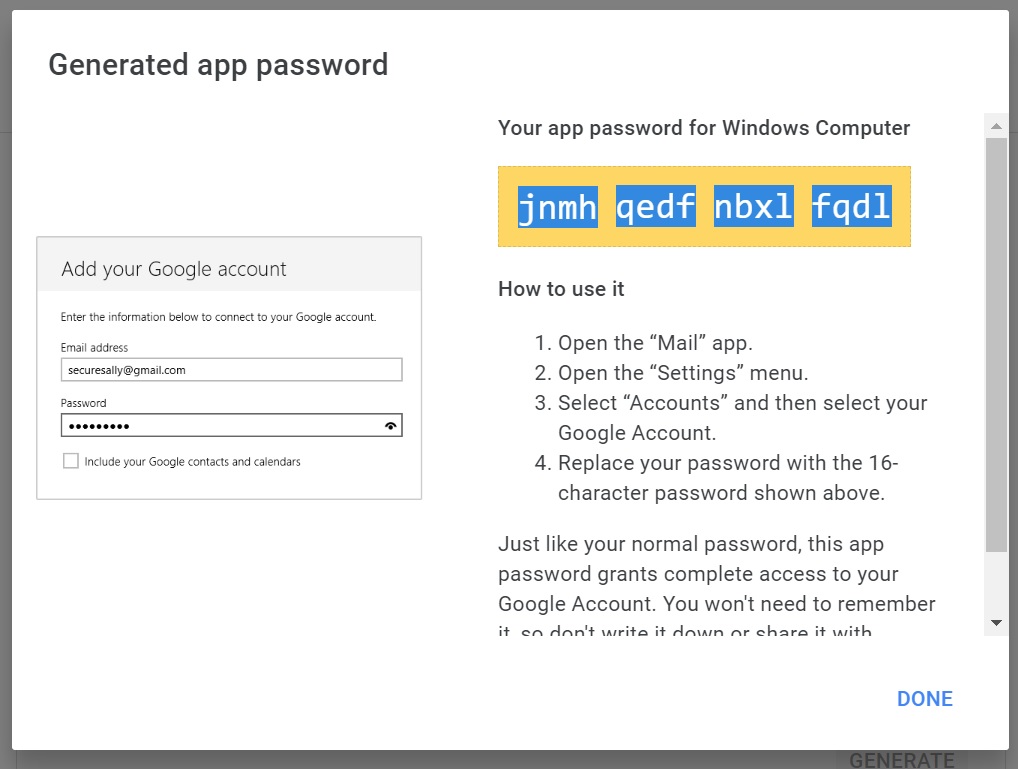 Generated app password
Your app password for Windows Computer
jnmh qedf nbxl fqdl
Add your Google account
Enter the information below to connect to your Google account.
Email address
securesally@gmail.com
Password
•••••••••
Include your Google contacts and calendars
How to use it
1. Open the “Mail” app.
2. Open the “Settings” menu.
3. Select “Accounts” and then select your
Google Account.
4. Replace your password with the 16-
character password shown above.
Just like your normal password, this app
password grants complete access to your
Google Account. You won't need to remember
it, so don't write it down or share it with
DONE
GENERATE